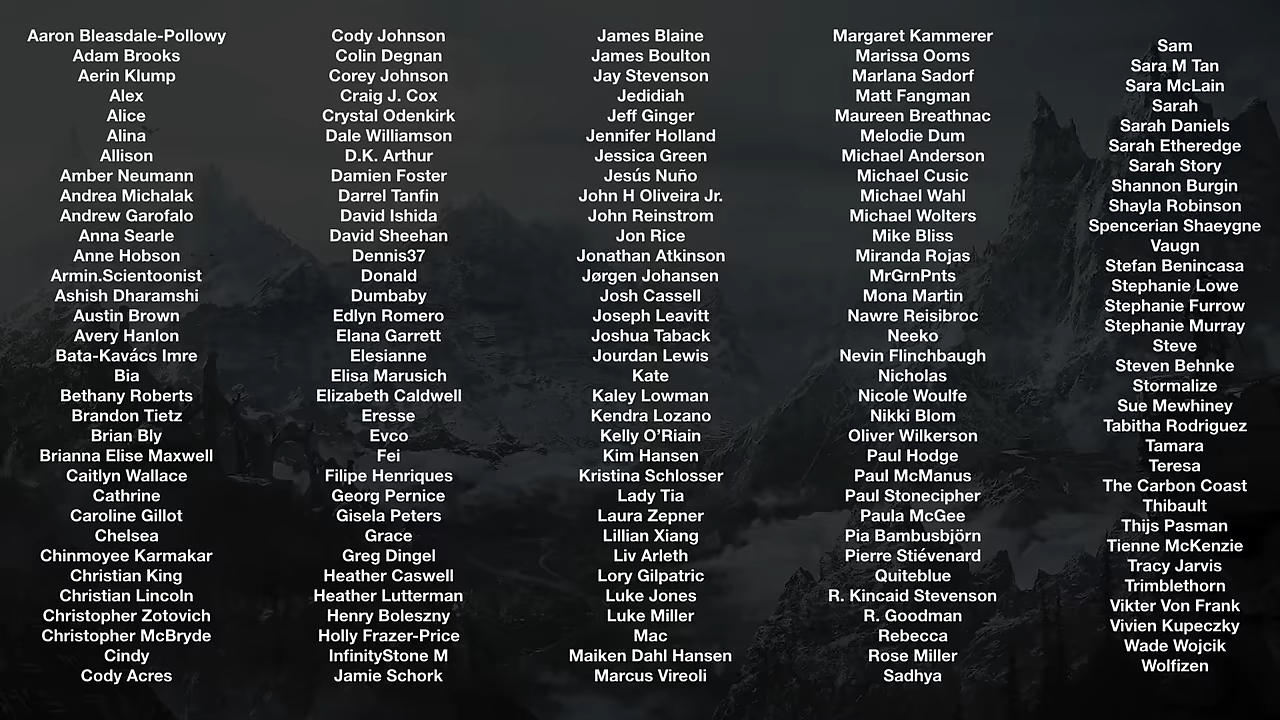 Aaron Bleasdale-Pollowy
Adam Brooks
Aerin Klump
Alex
Alice
Alina
Allison
Amber Neumann
Andrea Michalak
Andrew Garofalo
Anna Searle
Anne Hobson
Armin.Scientoonist
Ashish Dharamshi
Austin Brown
Avery Hanlon
Bata-Kavács Imre
Bia
Bethany Roberts
Brandon Tietz
Brian Bly
Brianna Elise Maxwell
Caitlyn Wallace
Cathrine
Caroline Gillot
Chelsea
Chinmoyee Karmakar
Christian King
Christian Lincoln
Christopher Zotovich
Christopher McBryde
Cindy
Cody Acres
Cody Johnson
Colin Degnan
Corey Johnson
Craig J. Cox
Crystal Odenkirk
Dale Williamson
D.K. Arthur
Damien Foster
Darrel Tanfin
David Ishida
David Sheehan
Dennis37
Donald
Dumbaby
Edlyn Romero
Elana Garrett
Elesianne
Elisa Marusich
Elizabeth Caldwell
Eresse
Evco
Fei
Filipe Henriques
Georg Pernice
Gisela Peters
Grace
Greg Dingel
Heather Caswell
Heather Lutterman
Henry Boleszny
Holly Frazer-Price
InfinityStone M
Jamie Schork
James Blaine
James Boulton
Jay Stevenson
Jedidiah
Jeff Ginger
Jennifer Holland
Jessica Green
Jesús Nuño
John H Oliveira Jr.
John Reinstrom
Jon Rice
Jonathan Atkinson
Jørgen Johansen
Josh Cassell
Joseph Leavitt
Joshua Taback
Jourdan Lewis
Kate
Kaley Lowman
Kendra Lozano
Kelly O’Riain
Kim Hansen
Kristina Schlosser
Lady Tia
Laura Zepner
Lillian Xiang
Liv Arleth
Lory Gilpatric
Luke Jones
Luke Miller
Mac
Maiken Dahl Hansen
Marcus Vireoli
Margaret Kammerer
Marissa Ooms
Marlana Sadorf
Matt Fangman
Maureen Breathnac
Melodie Dum
Michael Anderson
Michael Cusic
Michael Wahl
Michael Wolters
Mike Bliss
Miranda Rojas
MrGrnPnts
Mona Martin
Nawre Reisibroc
Neeko
Nevin Flinchbaugh
Nicholas
Nicole Woulfe
Nikki Blom
Oliver Wilkerson
Paul Hodge
Paul McManus
Paul Stonecipher
Paula McGee
Pia Bambusbjörn
Pierre Stiévenard
Quiteblue
R. Kincaid Stevenson
R. Goodman
Rebecca
Rose Miller
Sadhya
Sam
Sara M Tan
Sara McLain
Sarah
Sarah Daniels
Sarah Etheredge
Sarah Story
Shannon Burgin
Shayla Robinson
Spencerian Shaeygne
Vaugn
Stefan Benincasa
Stephanie Lowe
Stephanie Furrow
Stephanie Murray
Steve
Steven Behnke
Stormalize
Sue Mewhiney
Tabitha Rodriguez
Tamara
Teresa
The Carbon Coast
Thibault
Thijs Pasman
Tienne McKenzie
Tracy Jarvis
Trimblethorn
Vikter Von Frank
Vivien Kupeczky
Wade Wojcik
Wolfizen